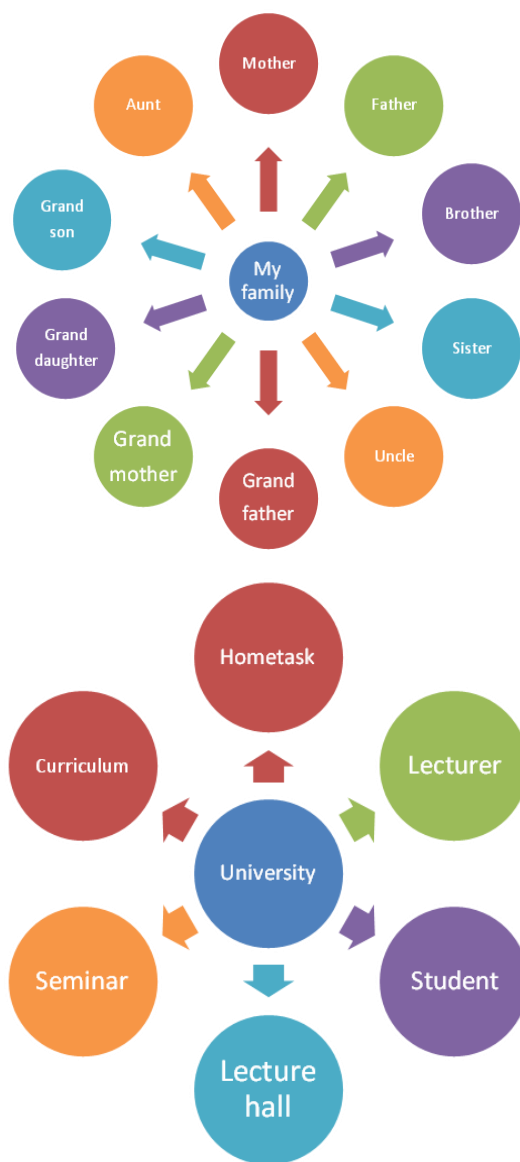 Mother
Aunt
Father
Grand
son
Brother
My
family
Grand
daughter
Sister
Grand
mother
Uncle
Grand
father
Hometask
Curriculum
Lecturer
University
Seminar
Student
Lecture
hall